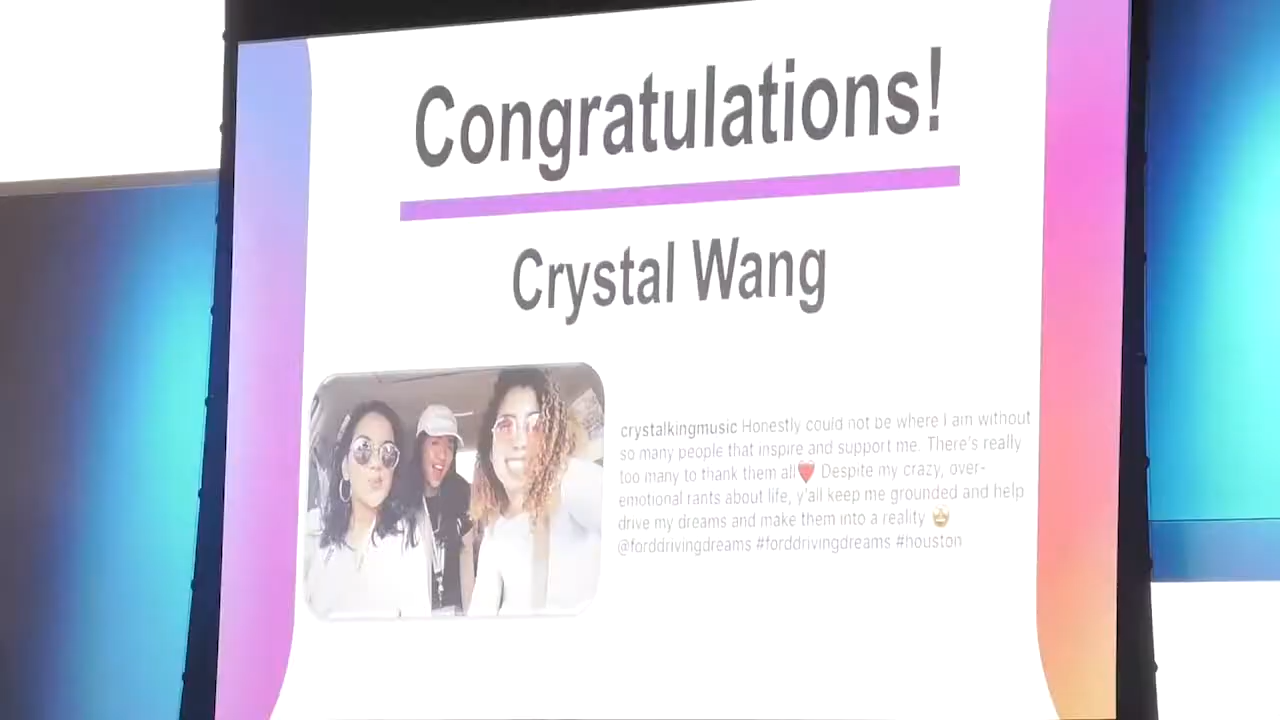 Congratulations!
Crystal Wang
crystalkingmusic Honestly could not be where I am without
so many people that inspire and support me. There's really
too many to thank them all❤️ Despite my crazy, over-
emotional rants about life, y'all keep me grounded and help
drive my dreams and make them into a reality 🤩
@forddrivingdreams #forddrivingdreams #houston